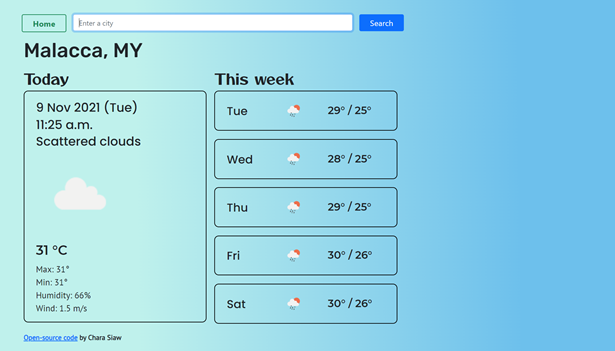 Home
Enter a city
Search
Malacca, MY
Today
This week
9 Nov 2021 (Tue)
11:25 a.m.
Scattered clouds
31 °C
Max: 31°
Min: 31°
Humidity: 66%
Wind: 1.5 m/s
Tue 29° / 25°
Wed 28° / 25°
Thu 29° / 25°
Fri 30° / 26°
Sat 30° / 26°
Open-source code by Chara Siaw